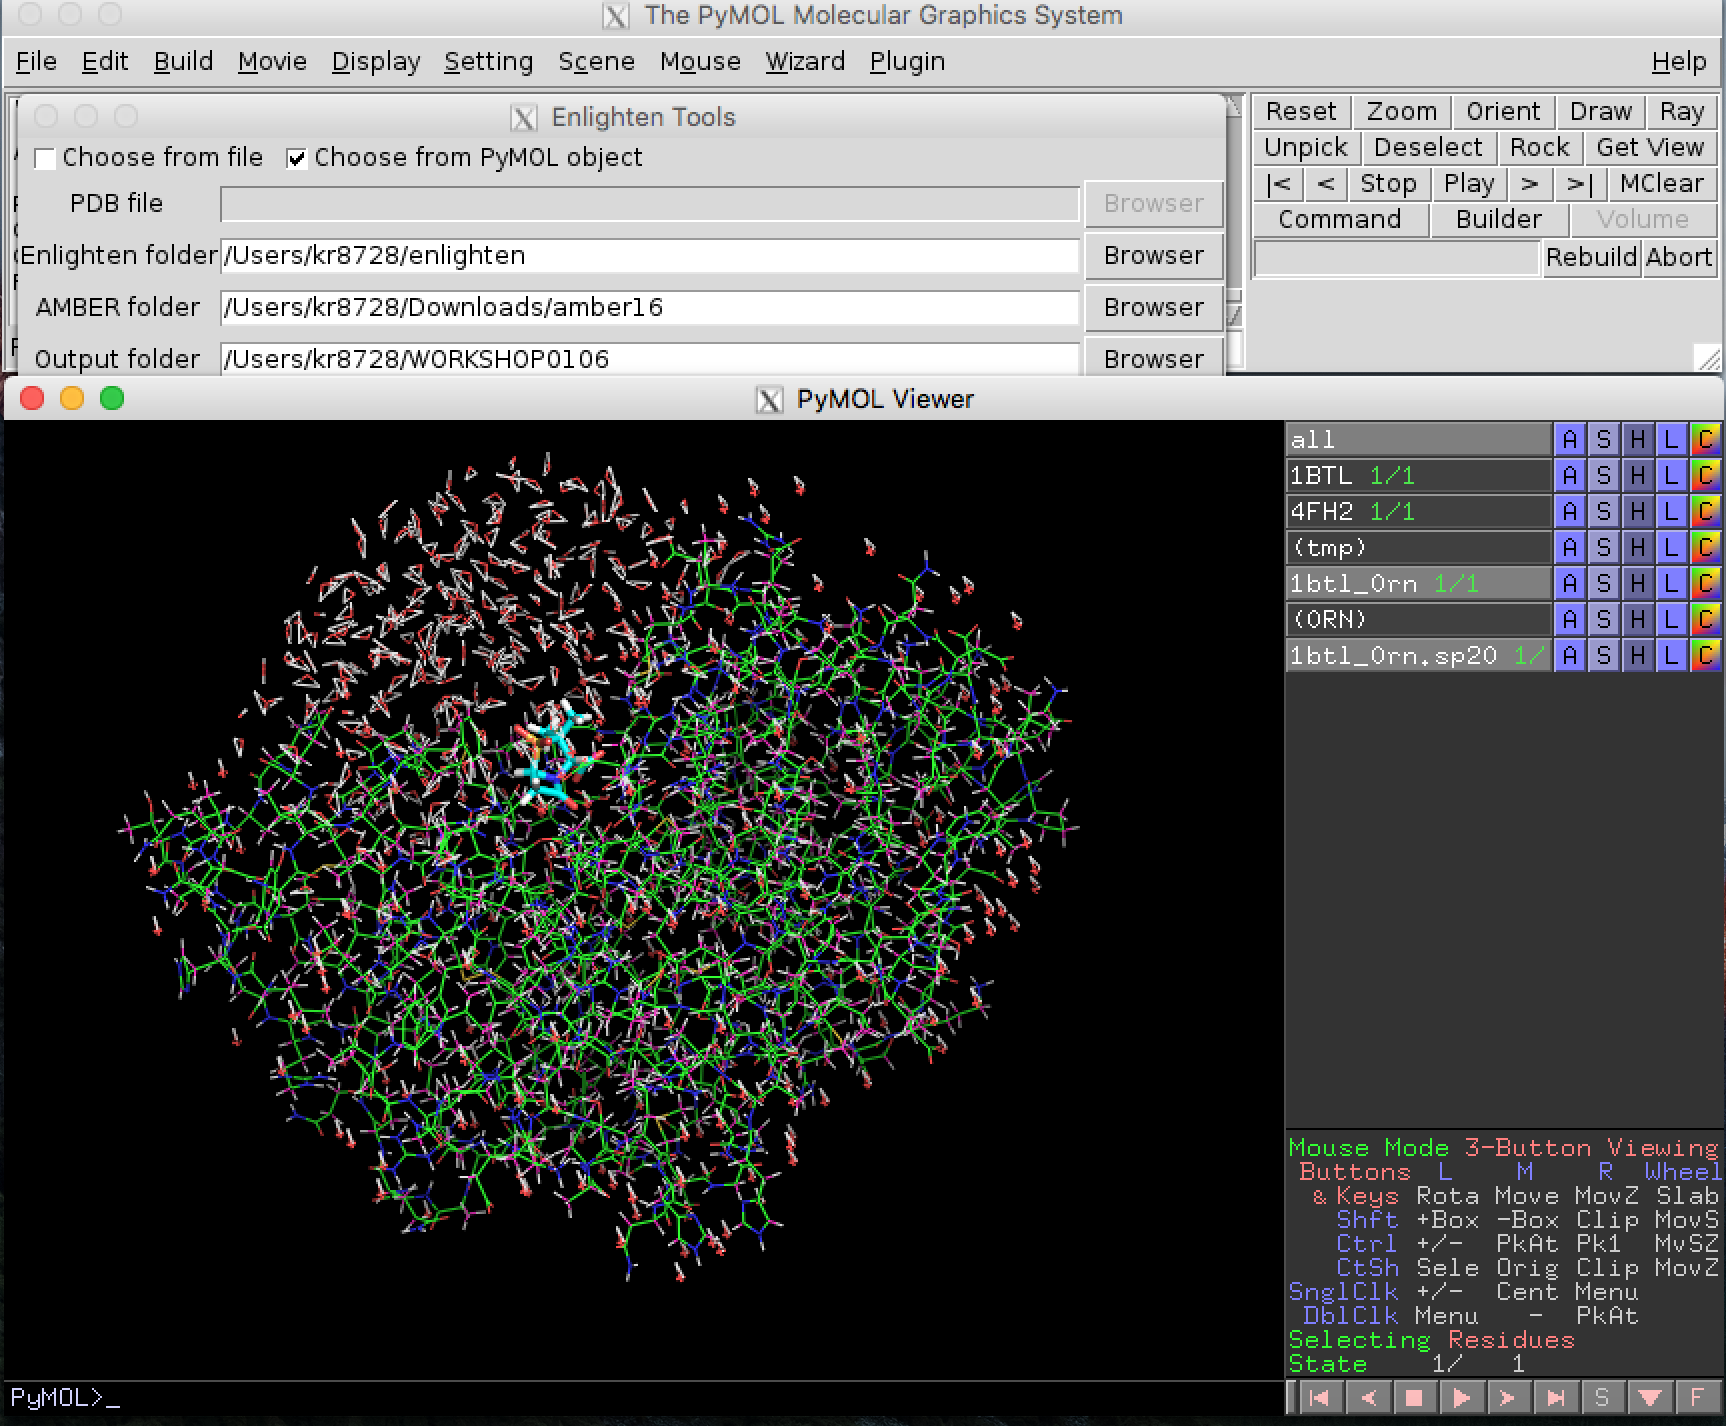 The PyMOL Molecular Graphics System
File Edit Build Movie Display Setting Scene Mouse Wizard Plugin Help
Enlighten Tools
Choose from file Choose from PyMOL object
PDB file Browser
Enlighten folder /Users/kr8728/enlighten Browser
AMBER folder /Users/kr8728/Downloads/amber16 Browser
Output folder /Users/kr8728/WORKSHOP0106 Browser
Reset Zoom Orient Draw Ray
Unpick Deselect Rock Get View
|< < Stop Play > >| MClear
Command Builder Volume
Rebuild Abort
PyMOL Viewer
all A S H L C
1BTL 1/1 A S H L C
4FH2 1/1 A S H L C
(tmp) A S H L C
1btl_Orn 1/1 A S H L C
(ORN) A S H L C
1btl_Orn.sp20 1/ A S H L C
Mouse Mode 3-Button Viewing
Buttons L M R Wheel
& Keys Rota Move MovZ Slab
Shft +Box -Box Clip MovS
Ctrl +/- PkAt Pk1 MvSZ
CtSh Sele Orig Clip MovZ
SnglClk +/- Cent Menu
DblClk Menu - PkAt
Selecting Residues
State 1/ 1
PyMOL>_
S F